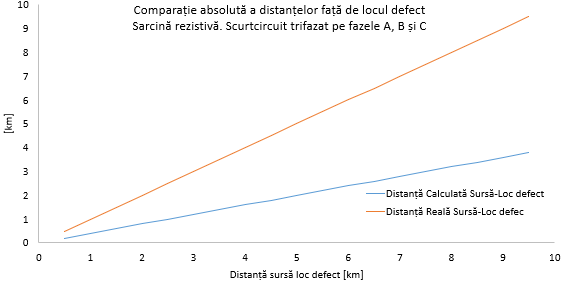 Comparație absolută a distanțelor față de locul defect
Sarcină rezistivă. Scurtcircuit trifazat pe fazele A, B și C
[km]
10
9
8
7
6
5
4
3
2
1
0
Distanță Calculată Sursă-Loc defect
Distanță Reală Sursă-Loc defec
0 1 2 3 4 5 6 7 8 9 10
Distanță sursă loc defect [km]